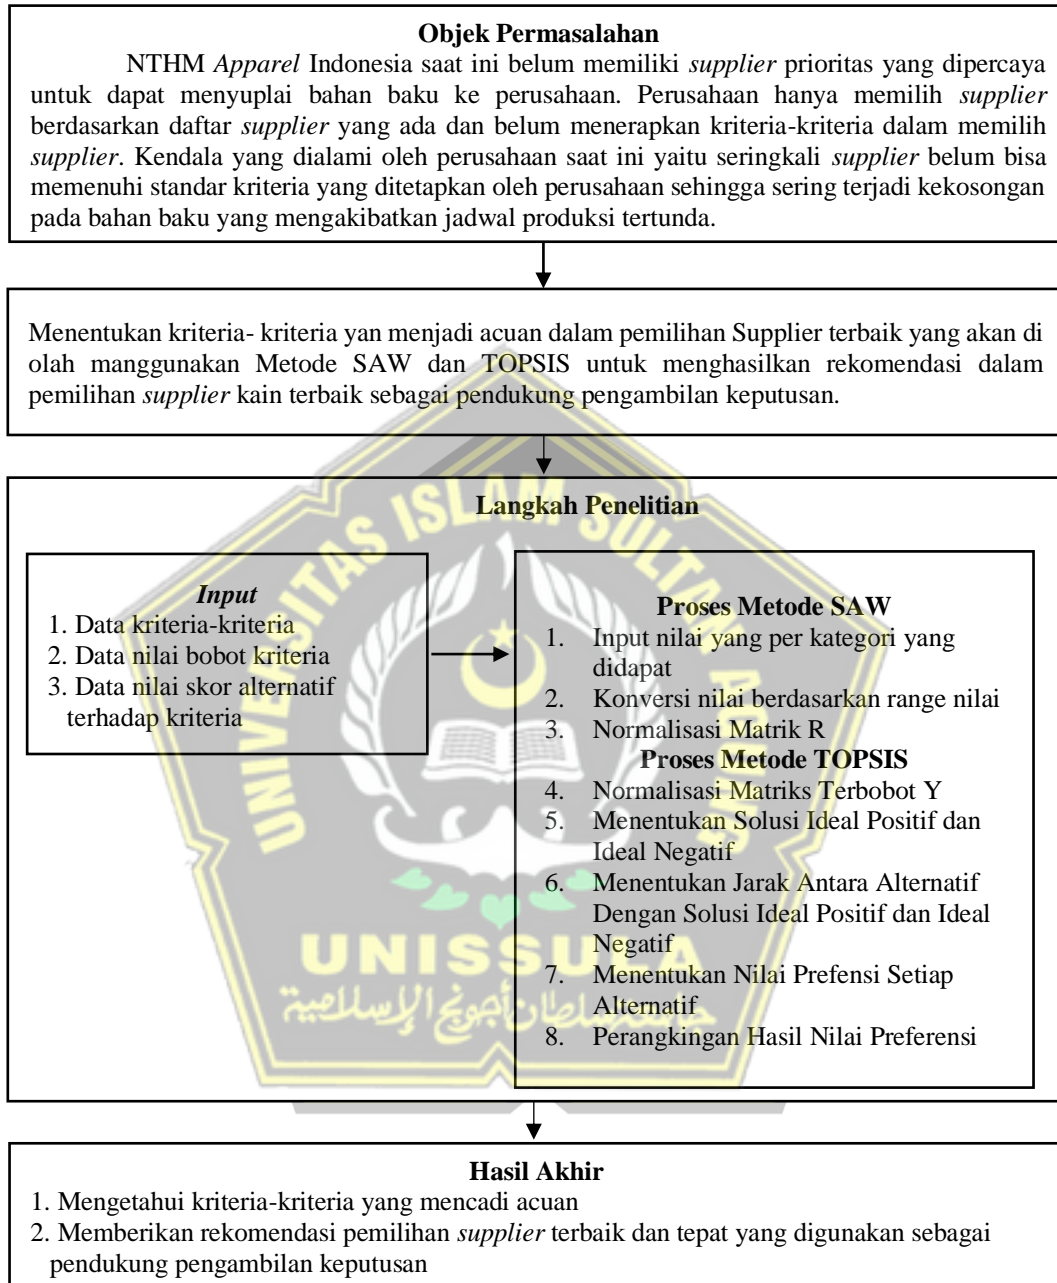 Objek Permasalahan
NTHM Apparel Indonesia saat ini belum memiliki supplier prioritas yang dipercaya
untuk dapat menyuplai bahan baku ke perusahaan. Perusahaan hanya memilih supplier
berdasarkan daftar supplier yang ada dan belum menerapkan kriteria-kriteria dalam memilih
supplier. Kendala yang dialami oleh perusahaan saat ini yaitu seringkali supplier belum bisa
memenuhi standar kriteria yang ditetapkan oleh perusahaan sehingga sering terjadi kekosongan
pada bahan baku yang mengakibatkan jadwal produksi tertunda.
Menentukan kriteria- kriteria yan menjadi acuan dalam pemilihan Supplier terbaik yang akan di
olah manggunakan Metode SAW dan TOPSIS untuk menghasilkan rekomendasi dalam
pemilihan supplier kain terbaik sebagai pendukung pengambilan keputusan.
Langkah Penelitian
Input
1. Data kriteria-kriteria
2. Data nilai bobot kriteria
3. Data nilai skor alternatif
terhadap kriteria
Proses Metode SAW
1. Input nilai yang per kategori yang
didapat
2. Konversi nilai berdasarkan range nilai
3. Normalisasi Matrik R
Proses Metode TOPSIS
4. Normalisasi Matriks Terbobot Y
5. Menentukan Solusi Ideal Positif dan
Ideal Negatif
6. Menentukan Jarak Antara Alternatif
Dengan Solusi Ideal Positif dan Ideal
Negatif
7. Menentukan Nilai Prefensi Setiap
Alternatif
8. Perangkingan Hasil Nilai Preferensi
UNIVERSITAS ISLAM SULTAN AGUNG
UNISSULA
جامعة سلطان أجونج الإسلامية
Hasil Akhir
1. Mengetahui kriteria-kriteria yang mencadi acuan
2. Memberikan rekomendasi pemilihan supplier terbaik dan tepat yang digunakan sebagai
pendukung pengambilan keputusan